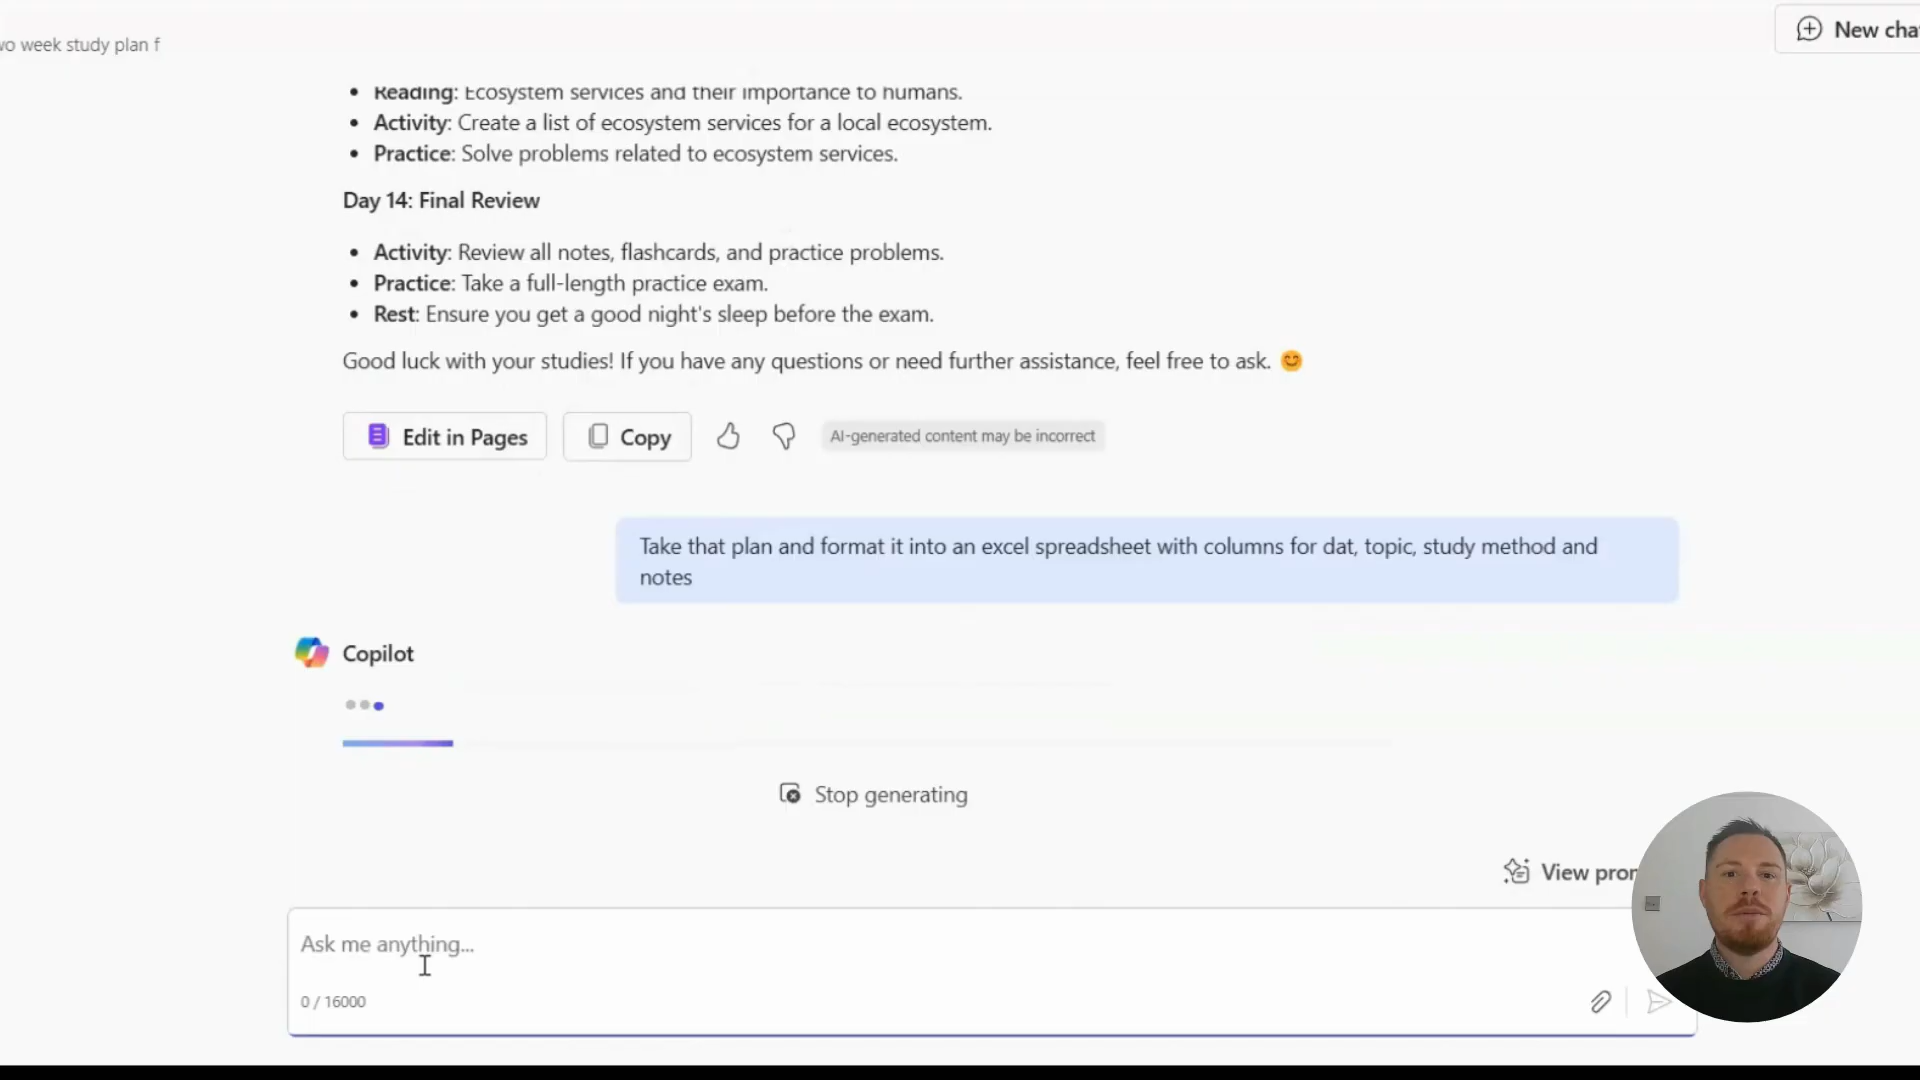 New
wo week study plan f
Reading: Ecosystem services and their importance to humans.
Activity: Create a list of ecosystem services for a local ecosystem.
Practice: Solve problems related to ecosystem services.
Day 14: Final Review
Activity: Review all notes, flashcards, and practice problems.
Practice: Take a full-length practice exam.
Rest: Ensure you get a good night's sleep before the exam.
Good luck with your studies! If you have any questions or need further assistance, feel free to ask. 😊
Edit in Pages
Copy
AI-generated content may be incorrect
Take that plan and format it into an excel spreadsheet with columns for dat, topic, study method and
notes
Copilot
Stop generating
View
Ask me anything...
0 / 16000